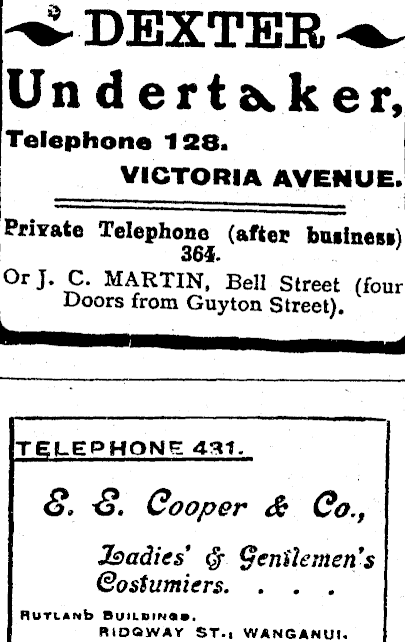 DEXTER
Undertaker,
Telephone 128.
VICTORIA AVENUE.
Private Telephone (after business)
364.
Or J. C. MARTIN, Bell Street (four
Doors from Guyton Street).
TELEPHONE 431.
E. E. Cooper & Co.,
Ladies' & Gentlemen's
Costumiers. . . .
RUTLAND BUILDINGS.
RIDGWAY ST., WANGANUI.